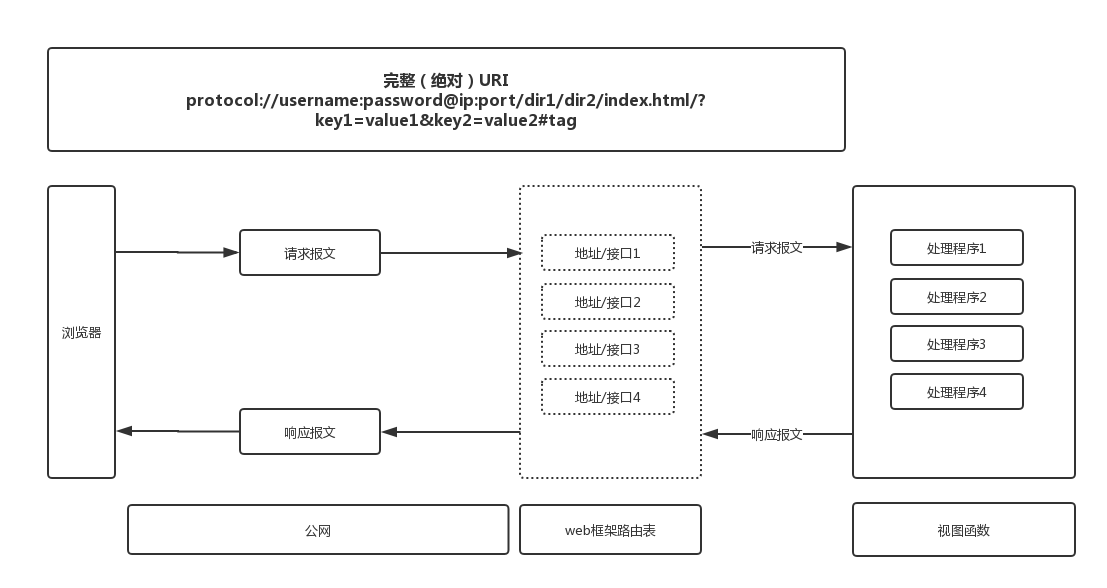 完整（绝对）URI
protocol://username:password@ip:port/dir1/dir2/index.html/?
key1=value1&key2=value2#tag
浏览器
请求报文
地址/接口1
地址/接口2
地址/接口3
地址/接口4
请求报文
处理程序1
处理程序2
处理程序3
处理程序4
响应报文
响应报文
公网
web框架路由表
视图函数